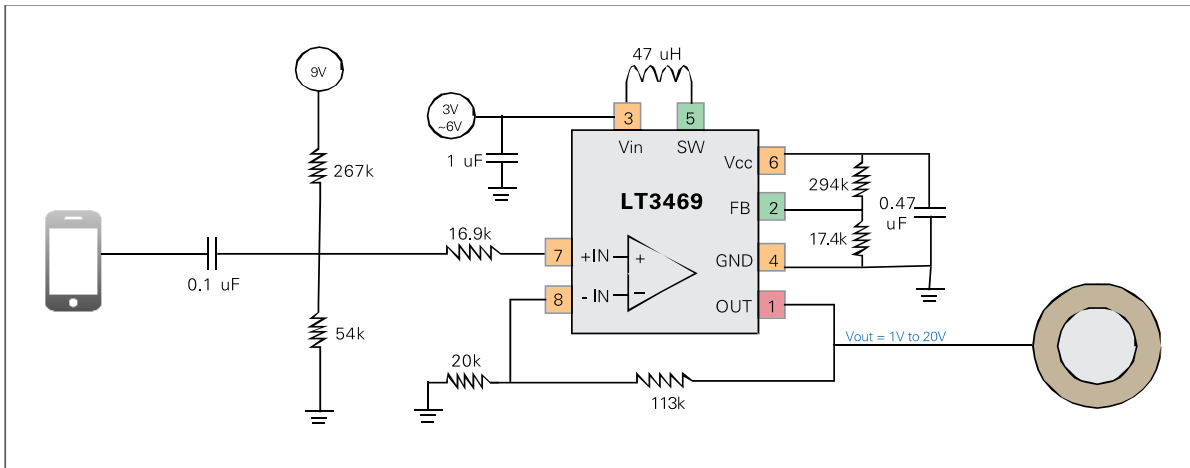 47 uH
9V
3V
~6V
3
5
Vin
SW
1 uF
Vcc
6
267k
294k
LT3469
FB
2
0.47
uF
17.4k
16.9k
7
+IN
+
GND
4
0.1 uF
8
- IN
−
OUT
1
54k
Vout = 1V to 20V
20k
113k